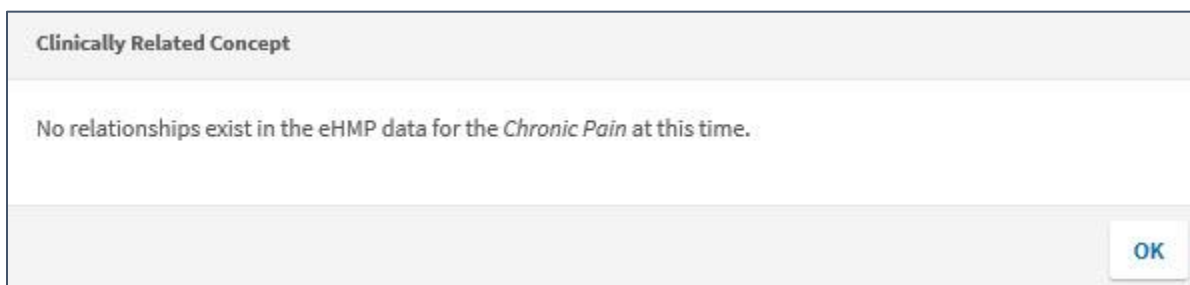 Clinically Related Concept
No relationships exist in the eHMP data for the Chronic Pain at this time.
OK